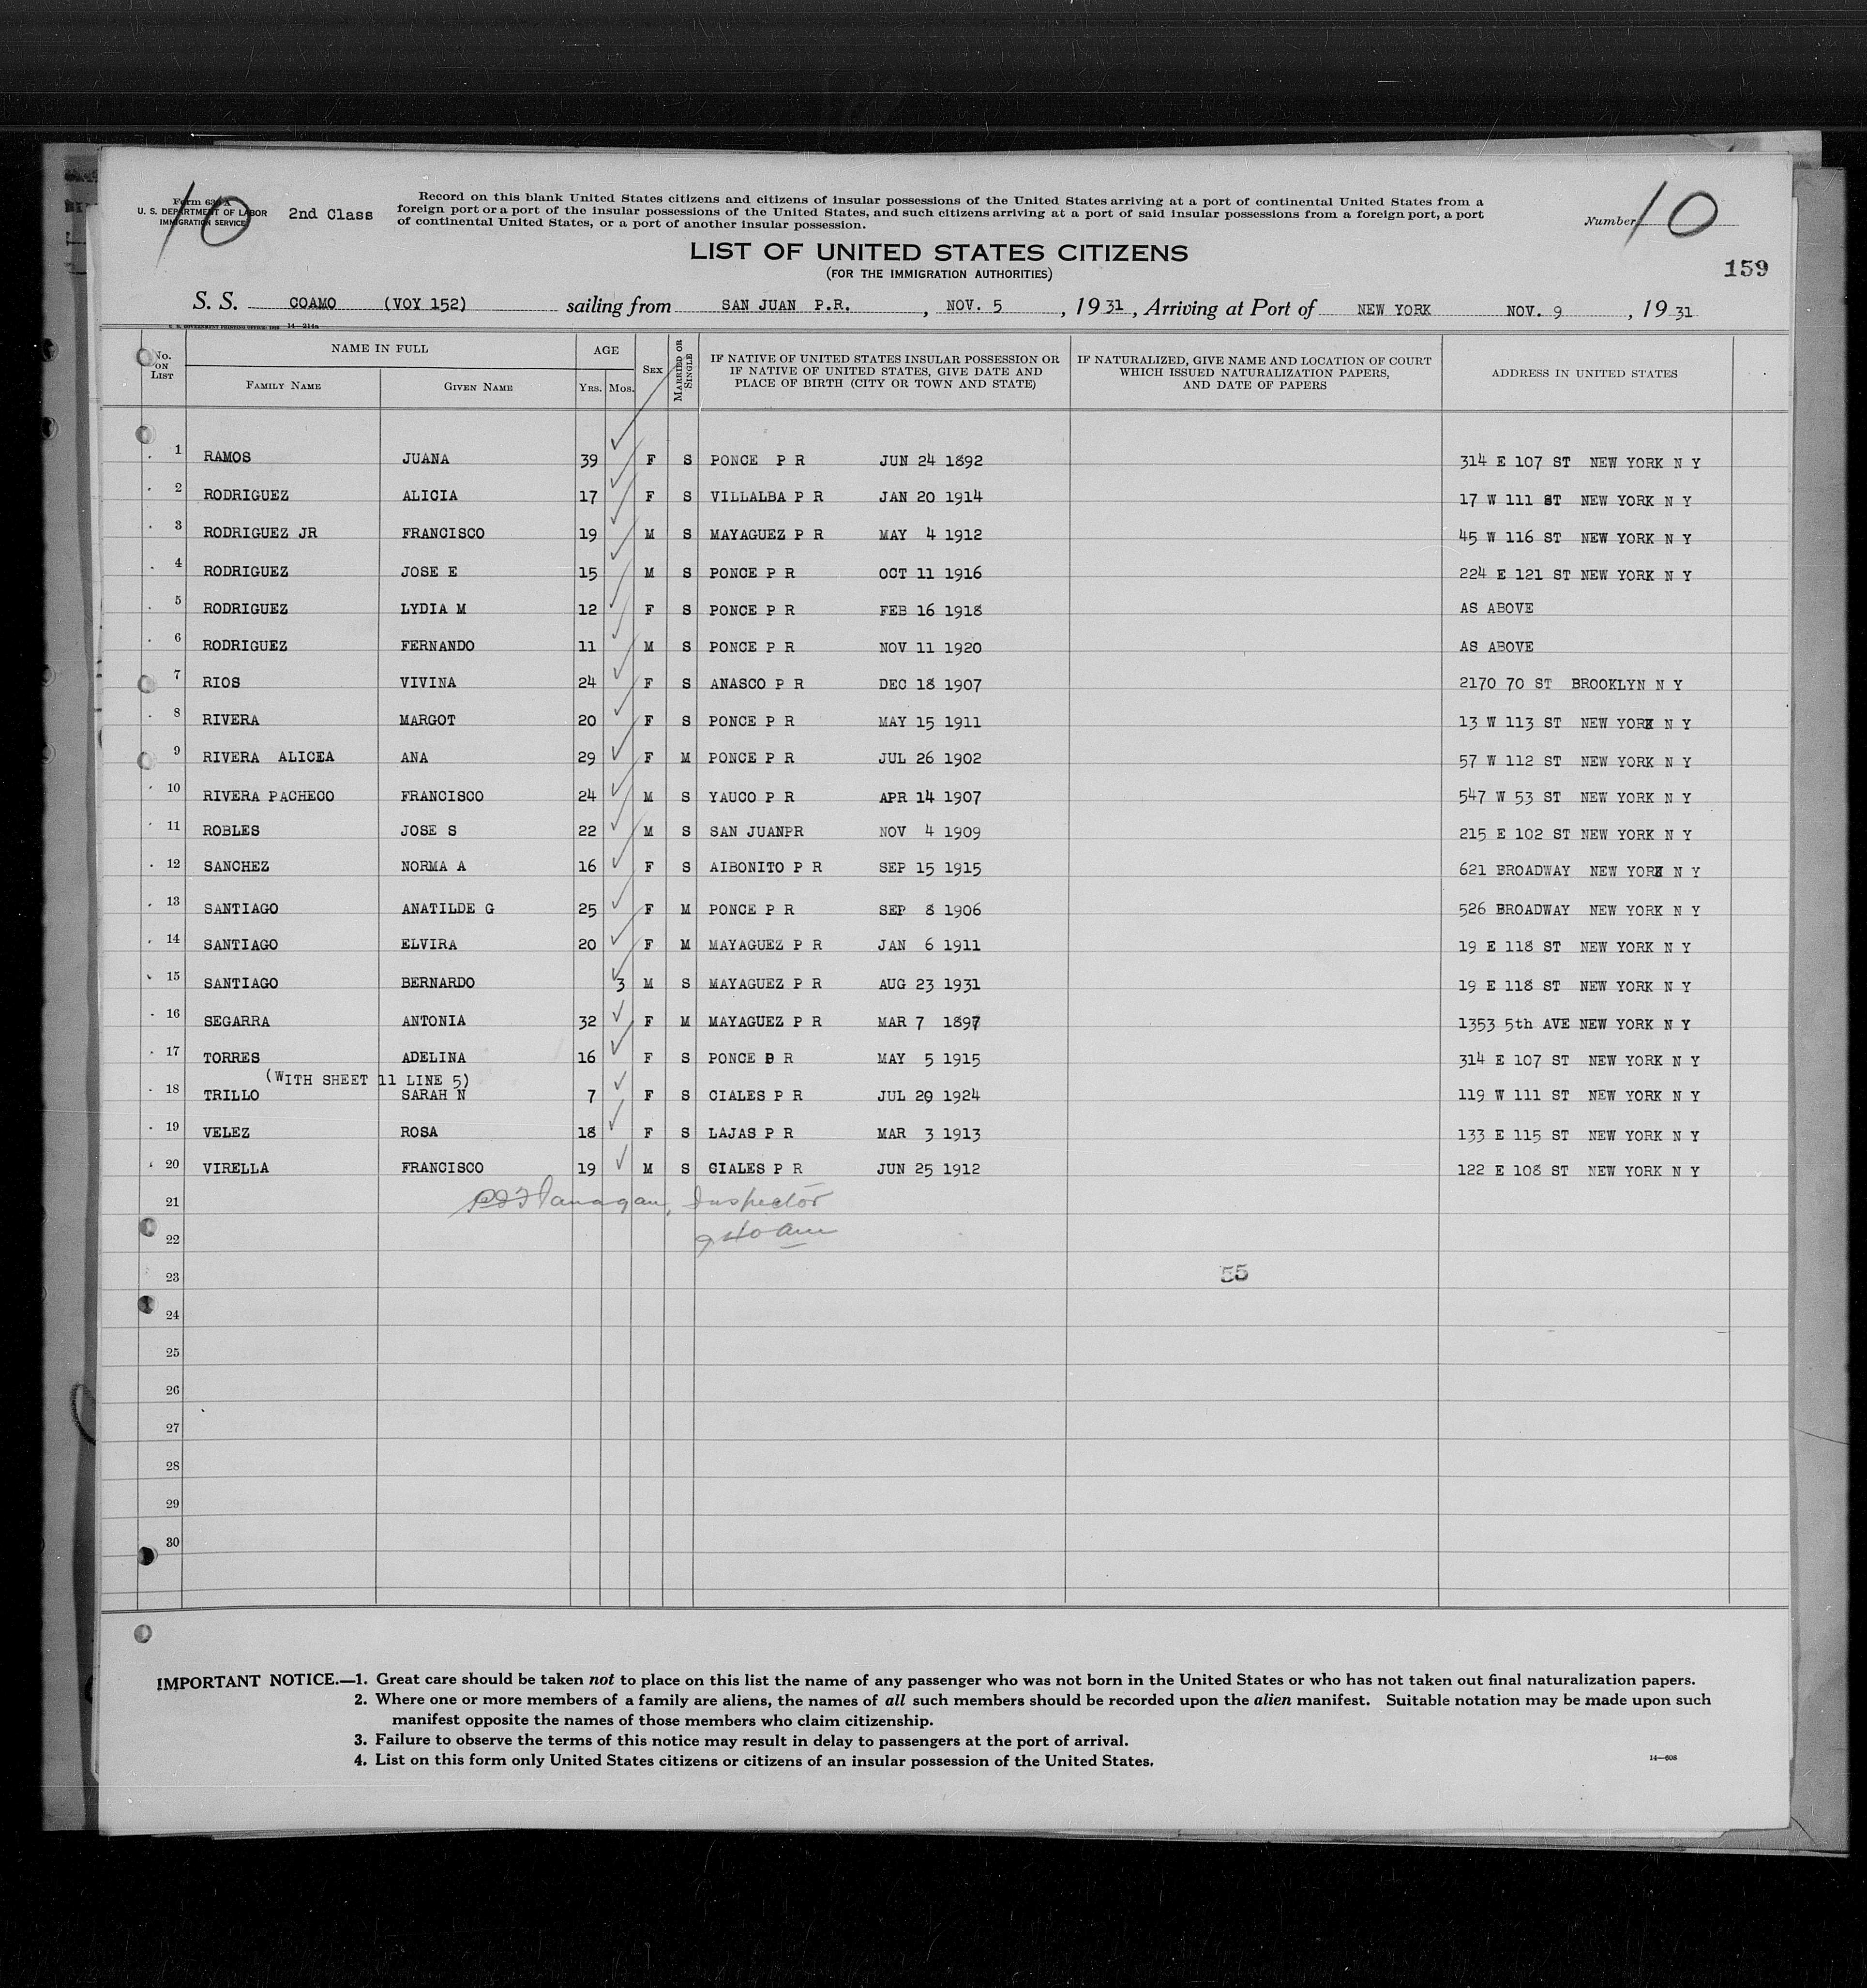 Record on this blank United States citizens and citizens of insular possessions of the United States arriving at a port of continental United States from a
foreign port or a port of the insular possessions of the United States, and such citizens arriving at a port of said insular possessions from a foreign port, a port
of continental United States, or a port of another insular possession.
10
U. S. DEPARTMENT OF LABOR
IMMIGRATION SERVICE
2nd Class
Number 10
LIST OF UNITED STATES CITIZENS
(FOR THE IMMIGRATION AUTHORITIES)
159
S. S. COAMO (VOY 152) sailing from SAN JUAN P.R. , NOV. 5 , 1931 , Arriving at Port of NEW YORK NOV. 9 , 1931
No. ON LIST
NAME IN FULL
FAMILY NAME GIVEN NAME
AGE
YRS. MOS.
SEX
MARRIED OR SINGLE
IF NATIVE OF UNITED STATES INSULAR POSSESSION OR
IF NATIVE OF UNITED STATES, GIVE DATE AND
PLACE OF BIRTH (CITY OR TOWN AND STATE)
IF NATURALIZED, GIVE NAME AND LOCATION OF COURT
WHICH ISSUED NATURALIZATION PAPERS,
AND DATE OF PAPERS
ADDRESS IN UNITED STATES
1 RAMOS JUANA 39 F S PONCE P R JUN 24 1892 314 E 107 ST NEW YORK N Y
2 RODRIGUEZ ALICIA 17 F S VILLALBA P R JAN 20 1914 17 W 111 ST NEW YORK N Y
3 RODRIGUEZ JR FRANCISCO 19 M S MAYAGUEZ P R MAY 4 1912 45 W 116 ST NEW YORK N Y
4 RODRIGUEZ JOSE E 15 M S PONCE P R OCT 11 1916 224 E 121 ST NEW YORK N Y
5 RODRIGUEZ LYDIA M 12 F S PONCE P R FEB 16 1918 AS ABOVE
6 RODRIGUEZ FERNANDO 11 M S PONCE P R NOV 11 1920 AS ABOVE
7 RIOS VIVINA 24 F S ANASCO P R DEC 18 1907 2170 70 ST BROOKLYN N Y
8 RIVERA MARGOT 20 F S PONCE P R MAY 15 1911 13 W 113 ST NEW YORK N Y
9 RIVERA ALICEA ANA 29 F M PONCE P R JUL 26 1902 57 W 112 ST NEW YORK N Y
10 RIVERA PACHECO FRANCISCO 24 M S YAUCO P R APR 14 1907 547 W 53 ST NEW YORK N Y
11 ROBLES JOSE S 22 M S SAN JUANPR NOV 4 1909 215 E 102 ST NEW YORK N Y
12 SANCHEZ NORMA A 16 F S AIBONITO P R SEP 15 1915 621 BROADWAY NEW YORK N Y
13 SANTIAGO ANATILDE G 25 F M PONCE P R SEP 8 1906 526 BROADWAY NEW YORK N Y
14 SANTIAGO ELVIRA 20 F M MAYAGUEZ P R JAN 6 1911 19 E 118 ST NEW YORK N Y
15 SANTIAGO BERNARDO 3 M S MAYAGUEZ P R AUG 23 1931 19 E 118 ST NEW YORK N Y
16 SEGARRA ANTONIA 32 F M MAYAGUEZ P R MAR 7 1897 1353 5th AVE NEW YORK N Y
17 TORRES ADELINA 16 F S PONCE P R MAY 5 1915 314 E 107 ST NEW YORK N Y
(WITH SHEET 11 LINE 5)
18 TRILLO SARAH N 7 F S CIALES P R JUL 29 1924 119 W 111 ST NEW YORK N Y
19 VELEZ ROSA 18 F S LAJAS P R MAR 3 1913 133 E 115 ST NEW YORK N Y
20 VIRELLA FRANCISCO 19 M S CIALES P R JUN 25 1912 122 E 108 ST NEW YORK N Y
21 Flanagan, Inspector
22 9 40 am
23 55
24
25
26
27
28
29
30
IMPORTANT NOTICE.—1. Great care should be taken not to place on this list the name of any passenger who was not born in the United States or who has not taken out final naturalization papers.
2. Where one or more members of a family are aliens, the names of all such members should be recorded upon the alien manifest. Suitable notation may be made upon such
manifest opposite the names of those members who claim citizenship.
3. Failure to observe the terms of this notice may result in delay to passengers at the port of arrival.
4. List on this form only United States citizens or citizens of an insular possession of the United States.
14—608